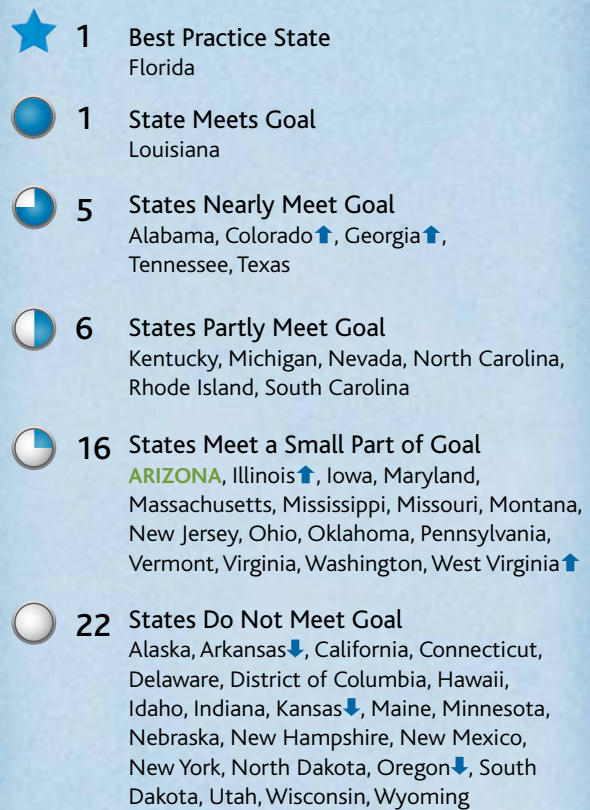 1 Best Practice State
Florida
1 State Meets Goal
Louisiana
5 States Nearly Meet Goal
Alabama, Colorado⬆, Georgia⬆,
Tennessee, Texas
6 States Partly Meet Goal
Kentucky, Michigan, Nevada, North Carolina,
Rhode Island, South Carolina
16 States Meet a Small Part of Goal
ARIZONA, Illinois⬆, Iowa, Maryland,
Massachusetts, Mississippi, Missouri, Montana,
New Jersey, Ohio, Oklahoma, Pennsylvania,
Vermont, Virginia, Washington, West Virginia⬆
22 States Do Not Meet Goal
Alaska, Arkansas⬇, California, Connecticut,
Delaware, District of Columbia, Hawaii,
Idaho, Indiana, Kansas⬇, Maine, Minnesota,
Nebraska, New Hampshire, New Mexico,
New York, North Dakota, Oregon⬇, South
Dakota, Utah, Wisconsin, Wyoming